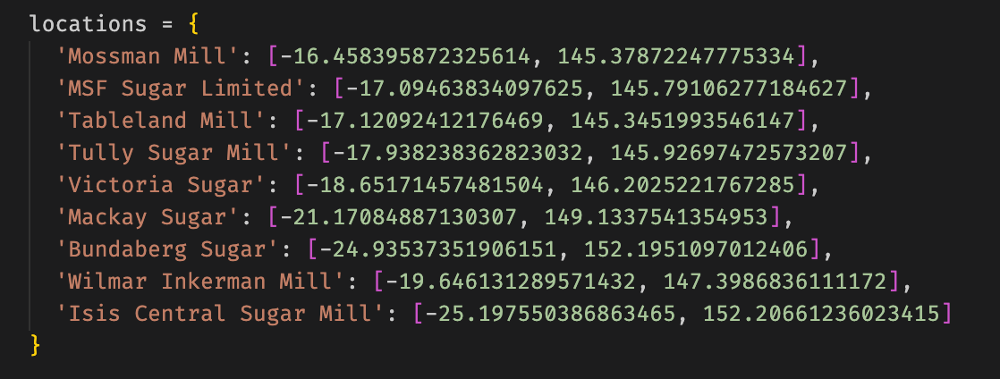 locations = {
'Mossman Mill': [-16.458395872325614, 145.37872247775334],
'MSF Sugar Limited': [-17.09463834097625, 145.79106277184627],
'Tableland Mill': [-17.12092412176469, 145.3451993546147],
'Tully Sugar Mill': [-17.938238362823032, 145.92697472573207],
'Victoria Sugar': [-18.65171457481504, 146.2025221767285],
'Mackay Sugar': [-21.17084887130307, 149.1337541354953],
'Bundaberg Sugar': [-24.93537351906151, 152.1951097012406],
'Wilmar Inkerman Mill': [-19.646131289571432, 147.3986836111172],
'Isis Central Sugar Mill': [-25.197550386863465, 152.20661236023415]
}